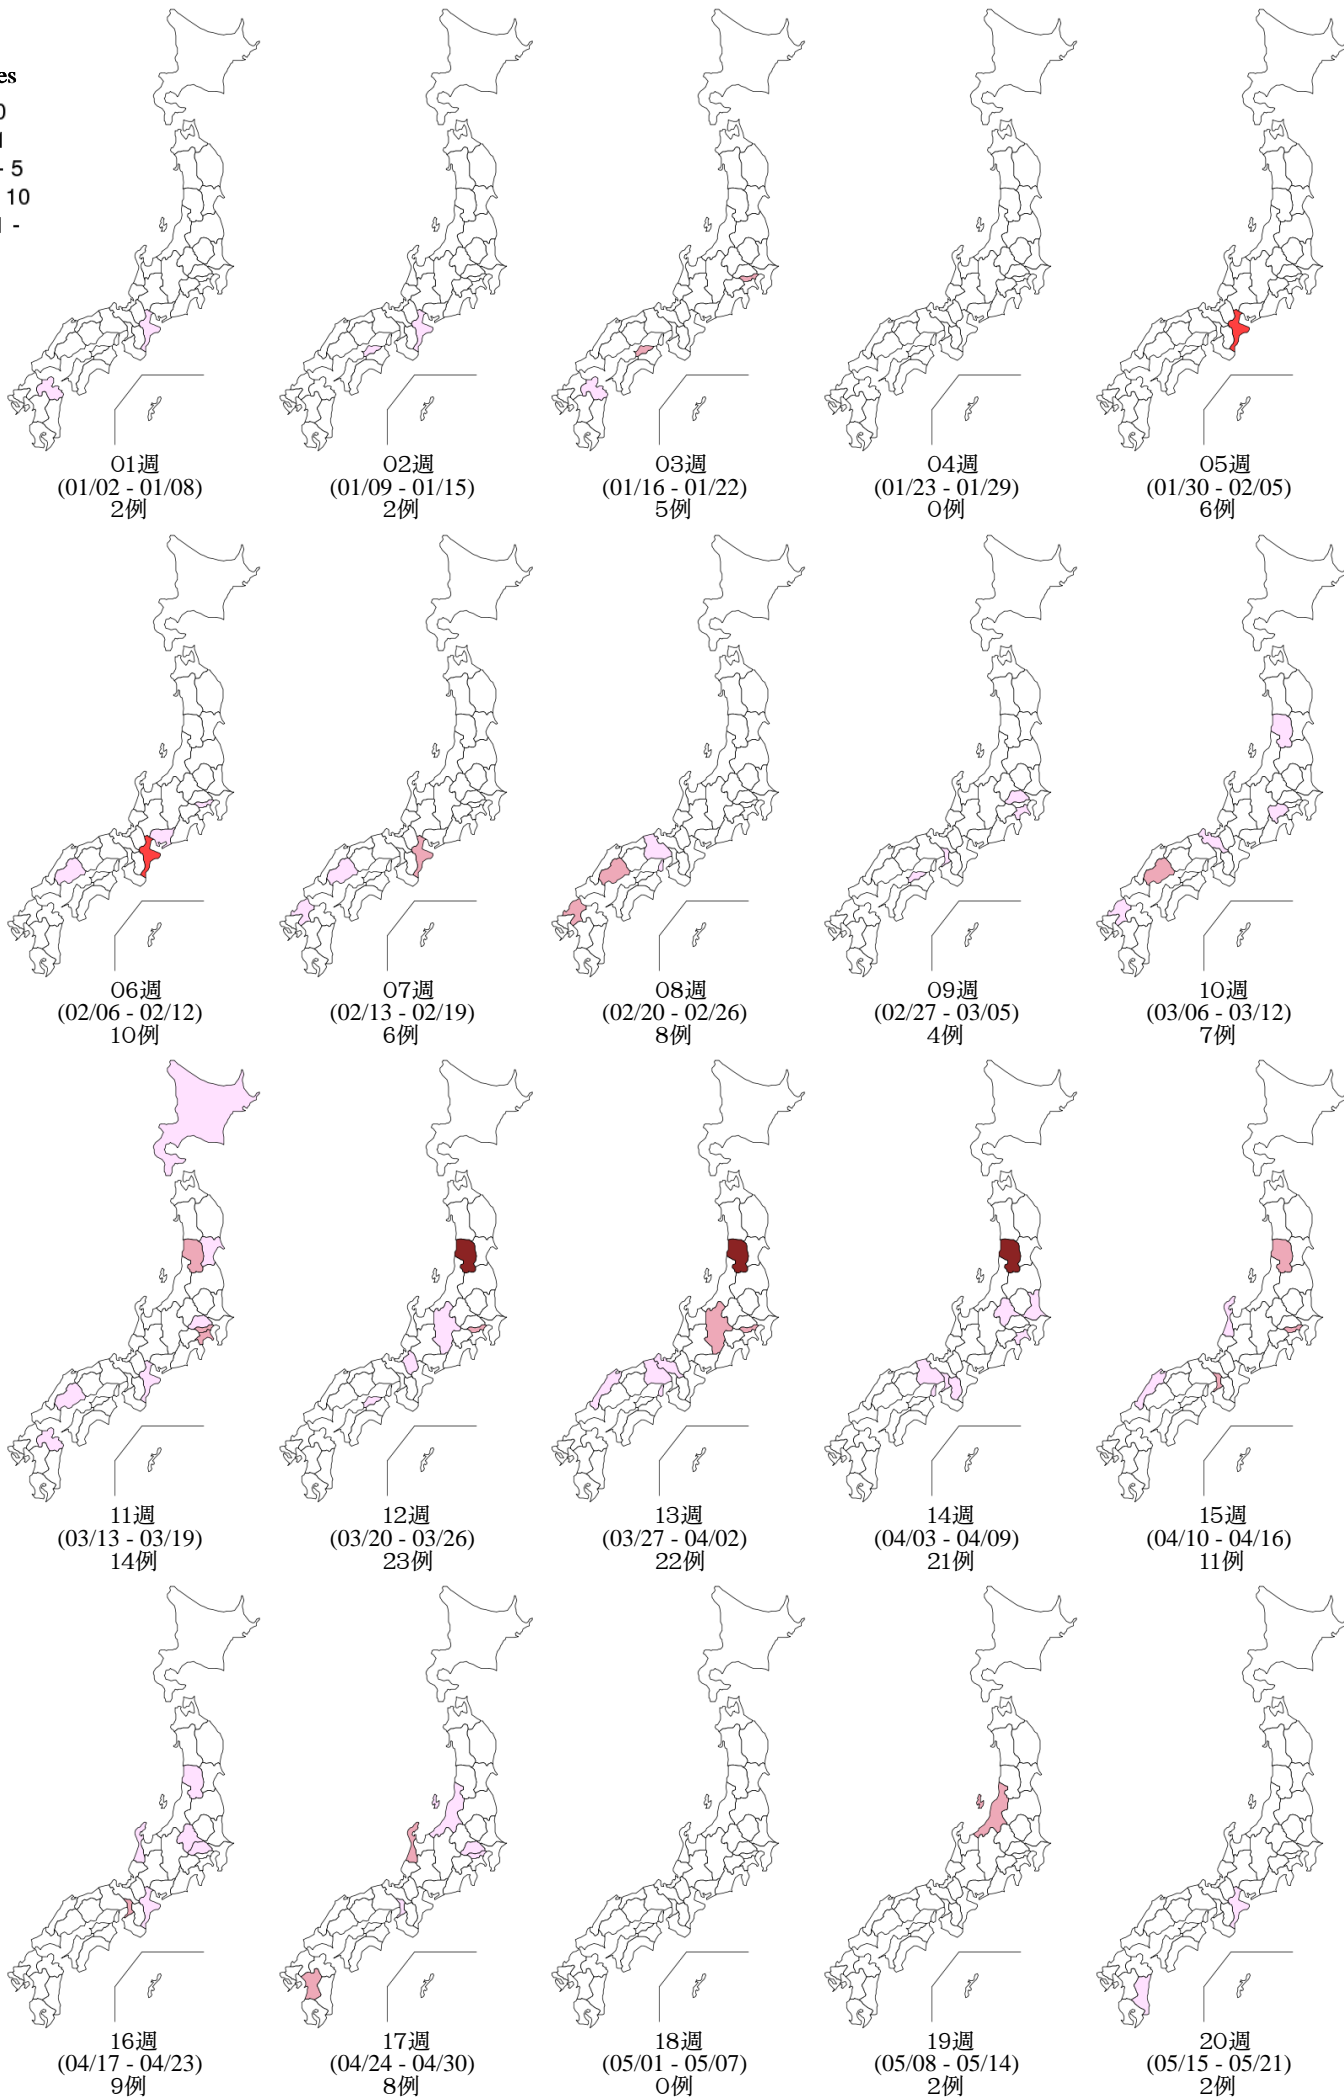 es
0
1
- 5
10
1 -
01週
(01/02 - 01/08)
2例
02週
(01/09 - 01/15)
2例
03週
(01/16 - 01/22)
5例
04週
(01/23 - 01/29)
0例
05週
(01/30 - 02/05)
6例
06週
(02/06 - 02/12)
10例
07週
(02/13 - 02/19)
6例
08週
(02/20 - 02/26)
8例
09週
(02/27 - 03/05)
4例
10週
(03/06 - 03/12)
7例
11週
(03/13 - 03/19)
14例
12週
(03/20 - 03/26)
23例
13週
(03/27 - 04/02)
22例
14週
(04/03 - 04/09)
21例
15週
(04/10 - 04/16)
11例
16週
(04/17 - 04/23)
9例
17週
(04/24 - 04/30)
8例
18週
(05/01 - 05/07)
0例
19週
(05/08 - 05/14)
2例
20週
(05/15 - 05/21)
2例